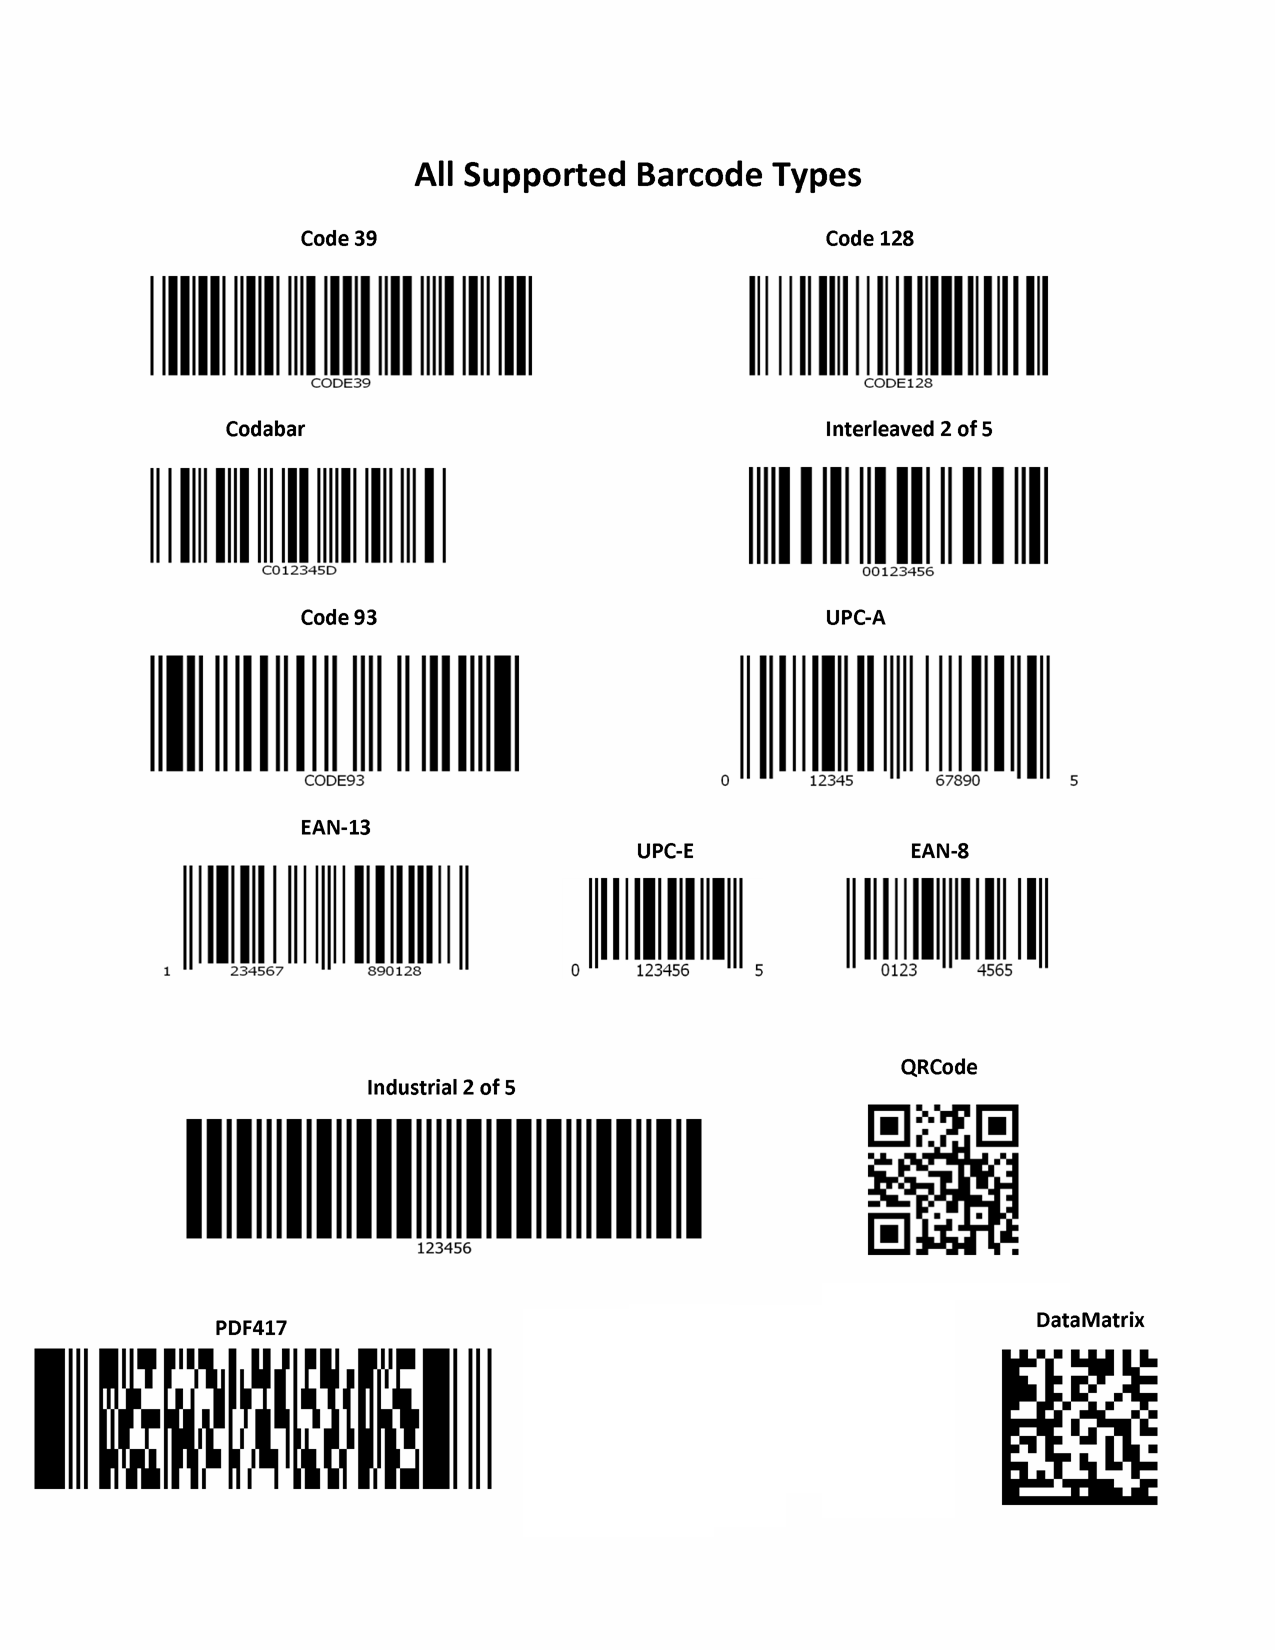 All Supported Barcode Types
Code 39
Code 128
CODE39
CODE128
Codabar
Interleaved 2 of 5
C012345D
00123456
Code 93
UPC-A
CODE93
0 12345 67890 5
EAN-13
UPC-E
EAN-8
1 234567 890128
0 123456 5
0123 4565
QRCode
Industrial 2 of 5
123456
DataMatrix
PDF417